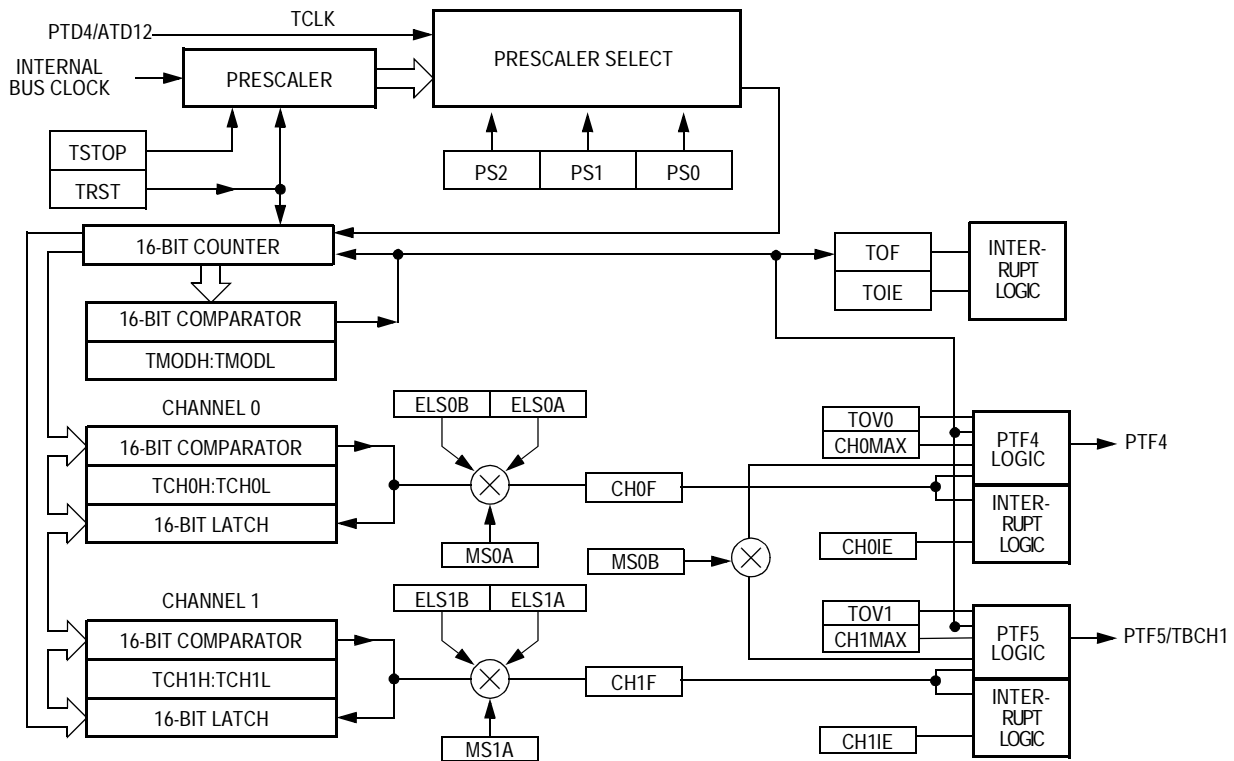 PTD4/ATD12
TCLK
INTERNAL
BUS CLOCK
PRESCALER
PRESCALER SELECT
TSTOP
TRST
PS2
PS1
PS0
16-BIT COUNTER
TOF
TOIE
INTER-
RUPT
LOGIC
16-BIT COMPARATOR
TMODH:TMODL
CHANNEL 0
ELS0B
ELS0A
16-BIT COMPARATOR
TCH0H:TCH0L
16-BIT LATCH
MS0A
CH0F
TOV0
CH0MAX
PTF4
LOGIC
PTF4
INTER-
RUPT
LOGIC
CH0IE
MS0B
CHANNEL 1
ELS1B
ELS1A
16-BIT COMPARATOR
TCH1H:TCH1L
16-BIT LATCH
MS1A
CH1F
TOV1
CH1MAX
PTF5
LOGIC
PTF5/TBCH1
INTER-
RUPT
LOGIC
CH1IE